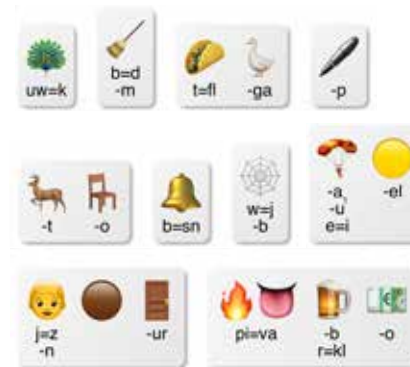 uw=k
b=d
-m
t=fl -ga
-p
-t -o
b=sn
w=j
-b
-a, -el
-u
e=i
j=z -ur
-n
pi=va -b -o
r=kl